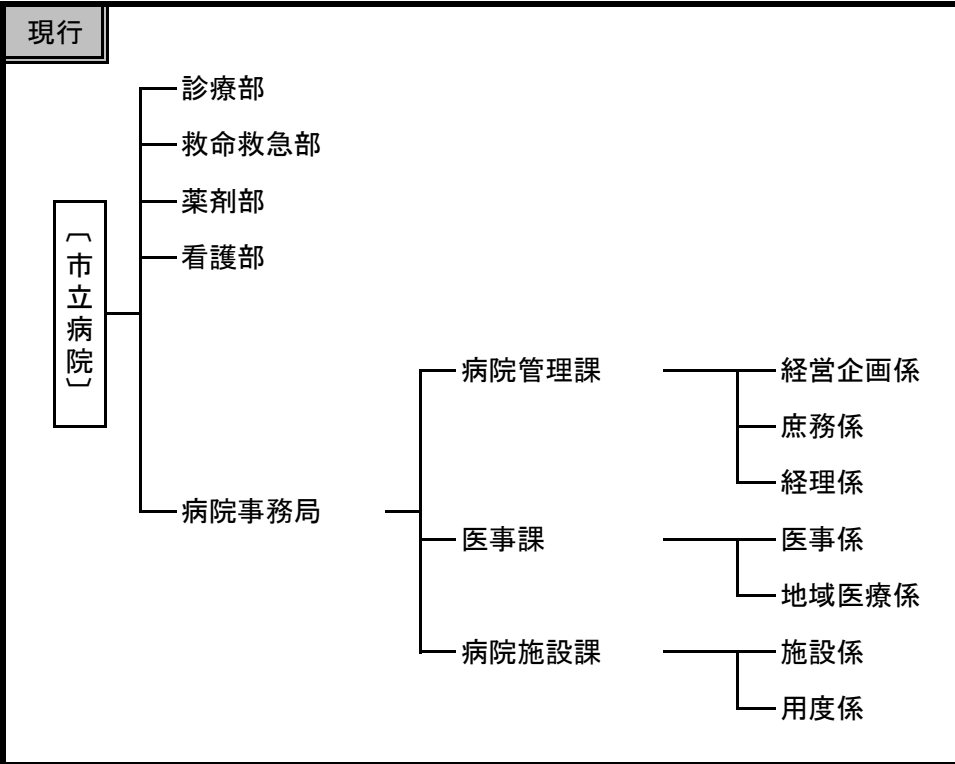 現行
診療部
救命救急部
薬剤部
看護部
〔市立病院〕
病院事務局
病院管理課
経営企画係
庶務係
経理係
医事課
医事係
地域医療係
病院施設課
施設係
用度係